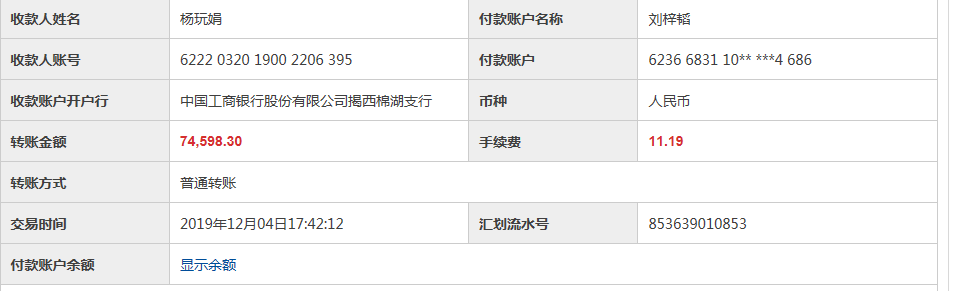 收款人姓名 杨玩娟 付款账户名称 刘梓韬
收款人账号 6222 0320 1900 2206 395 付款账户 6236 6831 10** ***4 686
收款账户开户行 中国工商银行股份有限公司揭西棉湖支行 币种 人民币
转账金额 74,598.30 手续费 11.19
转账方式 普通转账
交易时间 2019年12月04日17:42:12 汇划流水号 853639010853
付款账户余额 显示余额